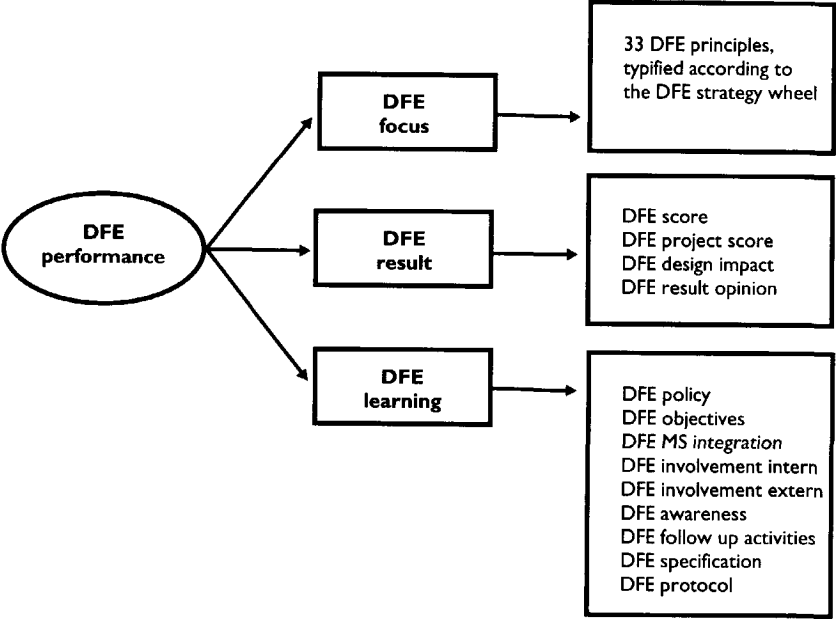 DFE
performance
DFE
focus
33 DFE principles,
typified according to
the DFE strategy wheel
DFE
result
DFE score
DFE project score
DFE design impact
DFE result opinion
DFE
learning
DFE policy
DFE objectives
DFE MS integration
DFE involvement intern
DFE involvement extern
DFE awareness
DFE follow up activities
DFE specification
DFE protocol